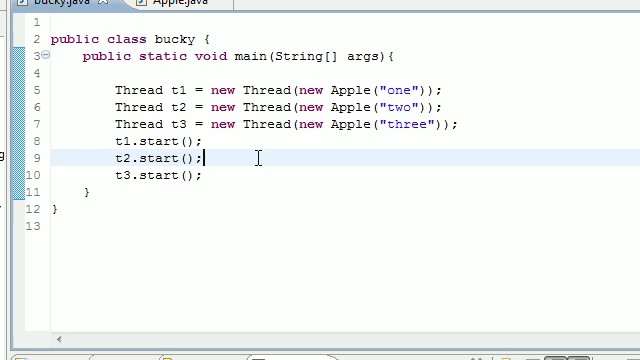 bucky.java Apple.java
1
2 public class bucky {
3 public static void main(String[] args){
4
5 Thread t1 = new Thread(new Apple("one"));
6 Thread t2 = new Thread(new Apple("two"));
7 Thread t3 = new Thread(new Apple("three"));
8 t1.start();
9 t2.start();
10 t3.start();
11 }
12 }
13